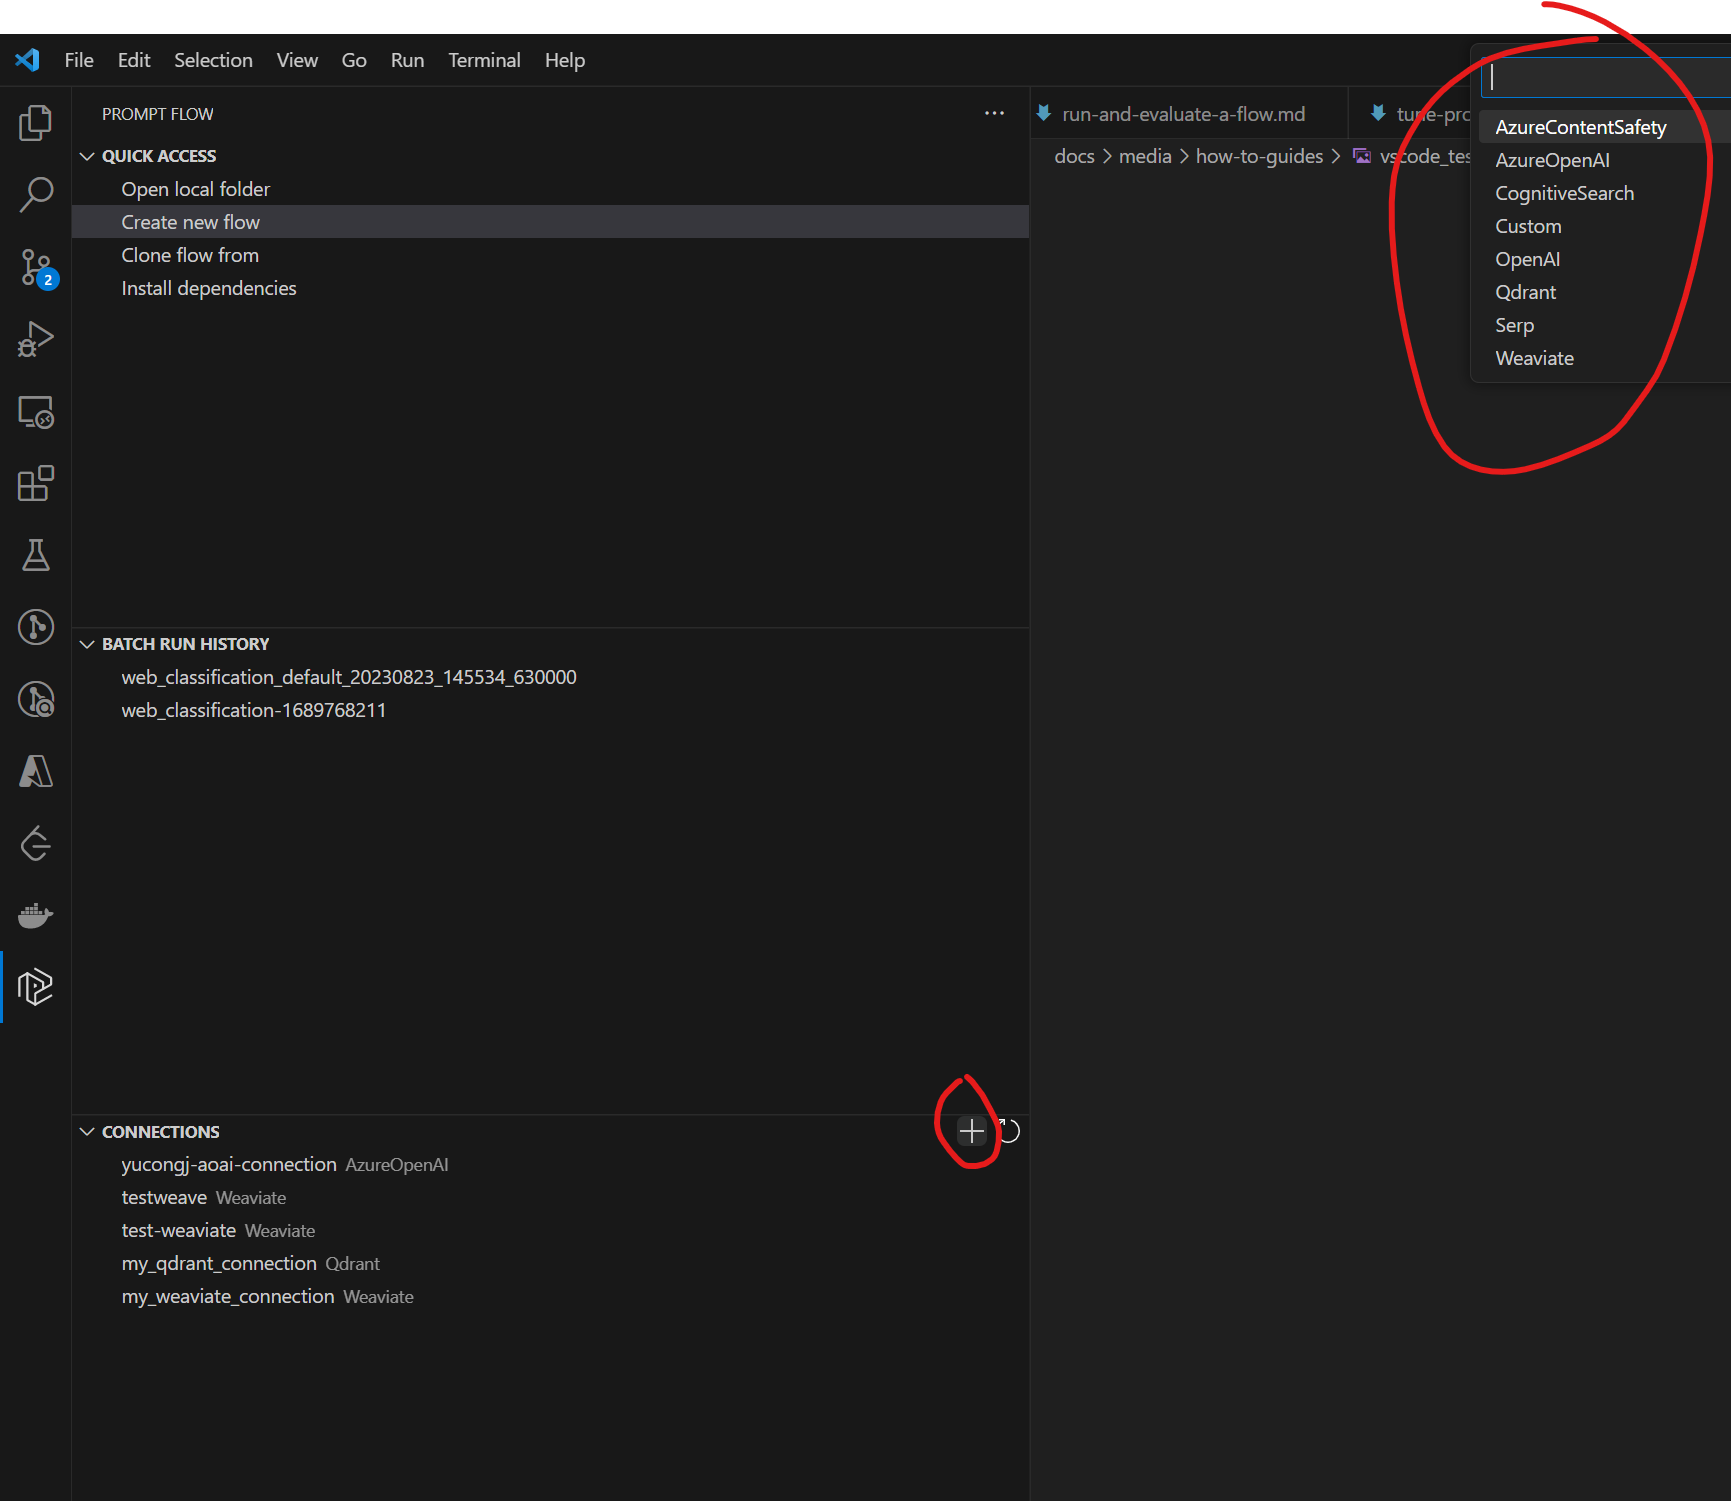 File Edit Selection View Go Run Terminal Help
PROMPT FLOW
QUICK ACCESS
Open local folder
Create new flow
Clone flow from
Install dependencies
BATCH RUN HISTORY
web_classification_default_20230823_145534_630000
web_classification-1689768211
CONNECTIONS
yucongj-aoai-connection AzureOpenAI
testweave Weaviate
test-weaviate Weaviate
my_qdrant_connection Qdrant
my_weaviate_connection Weaviate
2
run-and-evaluate-a-flow.md tune-pro
docs > media > how-to-guides > vscode_tes
AzureContentSafety
AzureOpenAI
CognitiveSearch
Custom
OpenAI
Qdrant
Serp
Weaviate